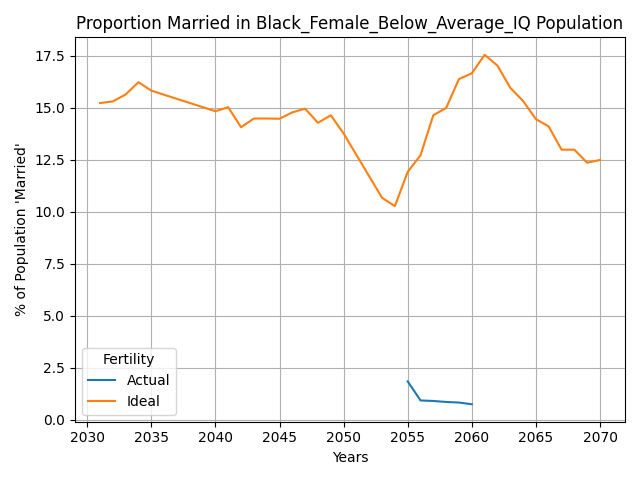 Proportion Married in Black_Female_Below_Average_IQ Population
% of Population 'Married'
17.5
15.0
12.5
10.0
7.5
5.0
2.5
0.0
Fertility
Actual
Ideal
2030 2035 2040 2045 2050 2055 2060 2065 2070
Years